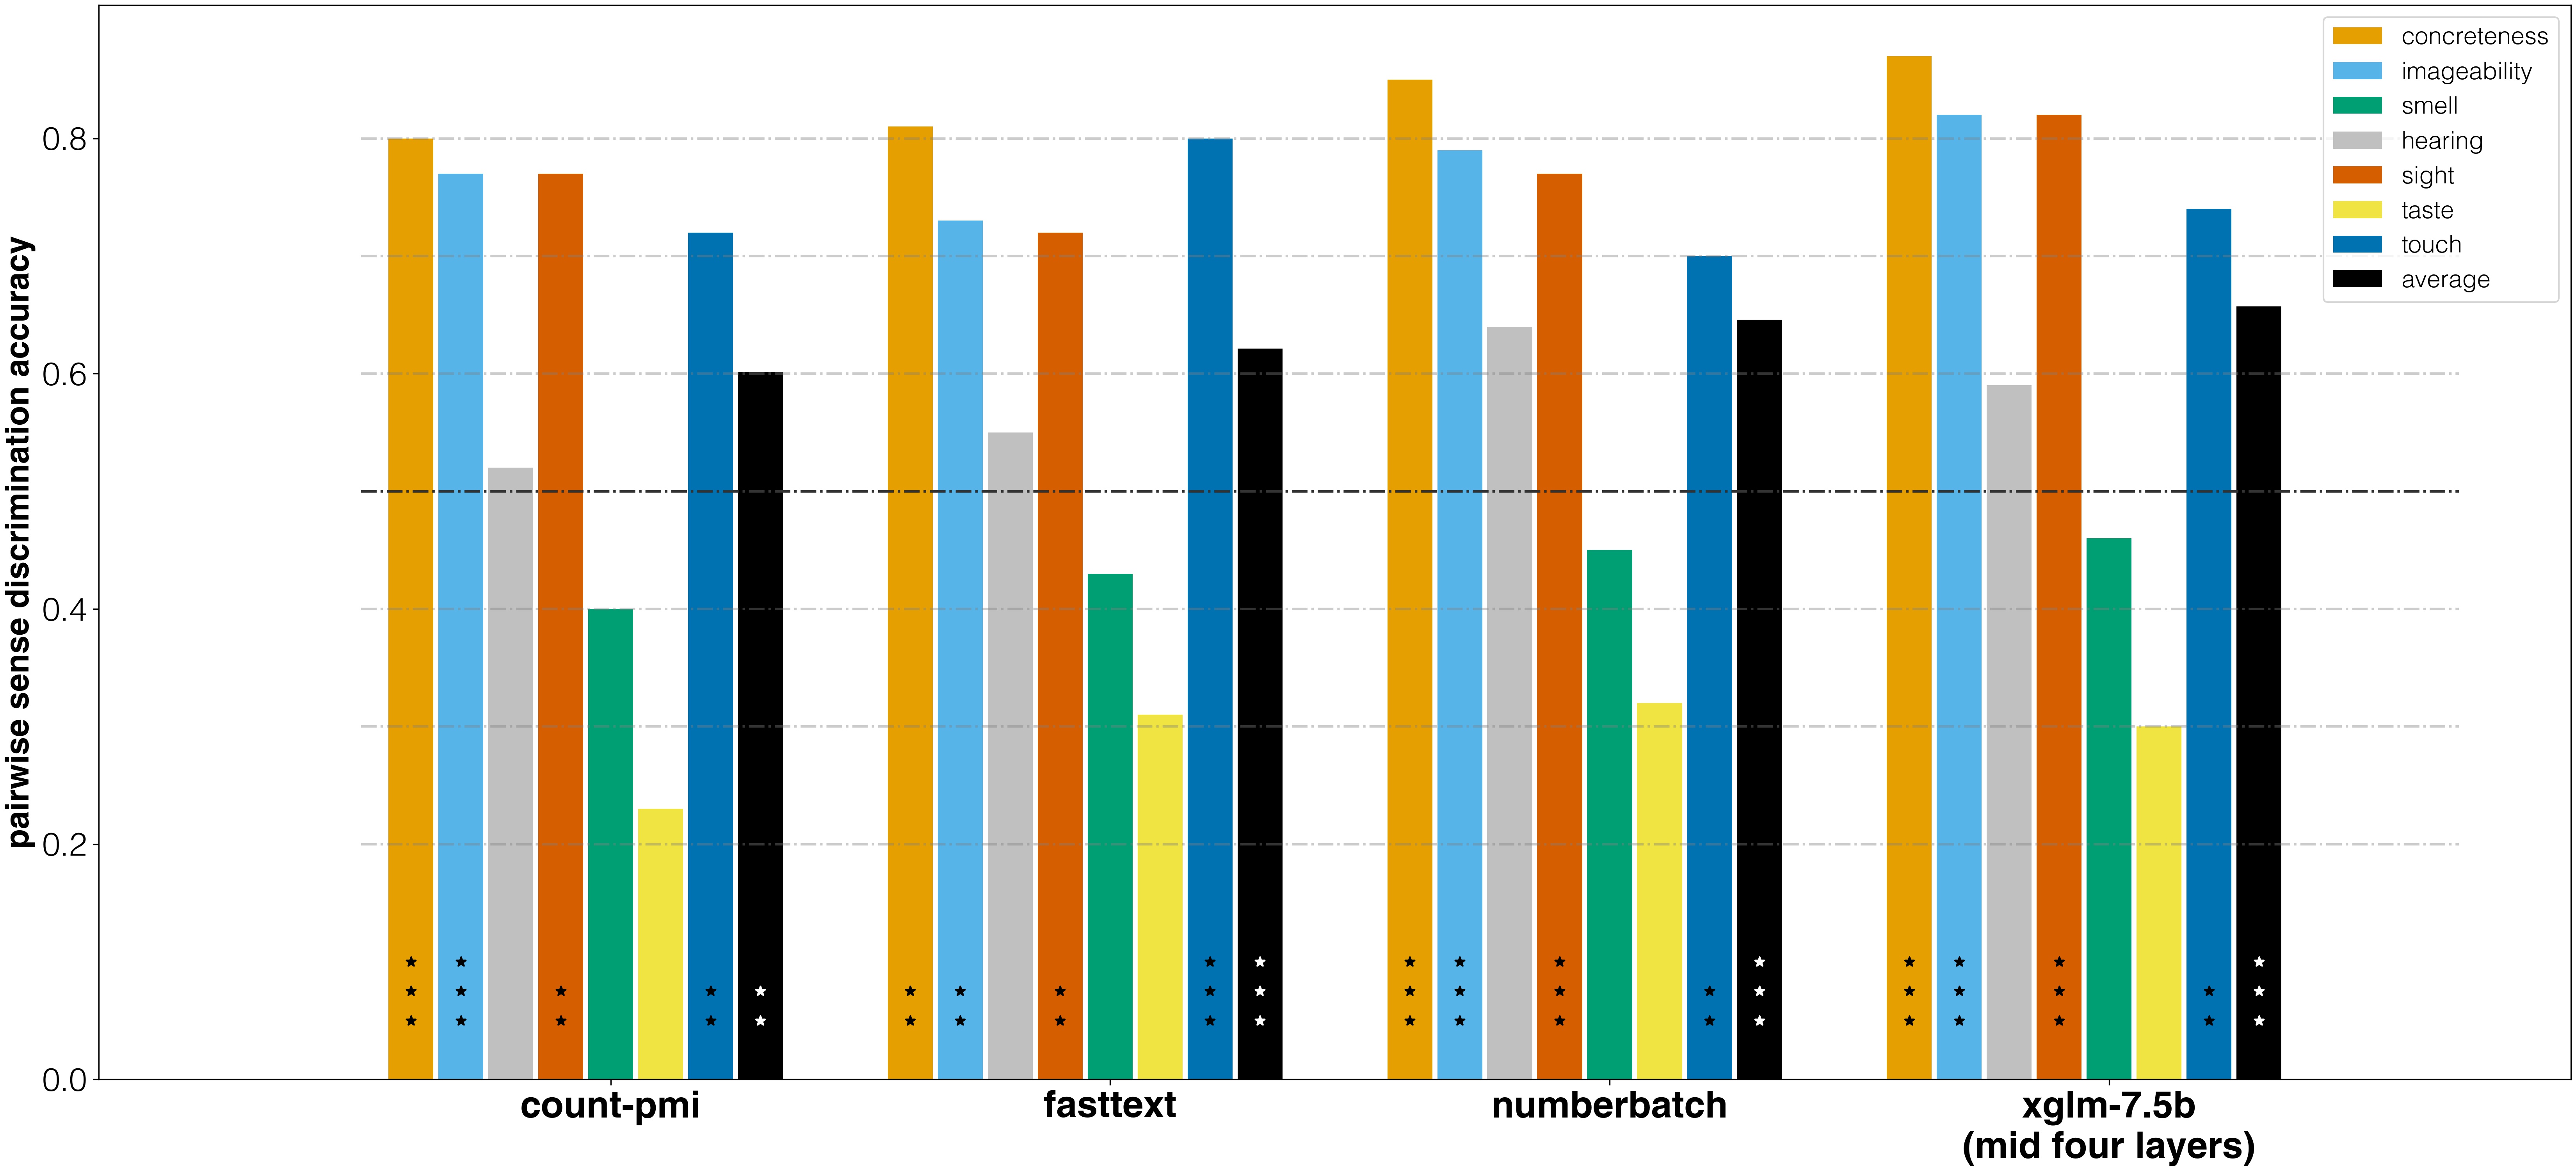 concreteness
imageability
smell
hearing
sight
taste
touch
average
pairwise sense discrimination accuracy
0.8
0.6
0.4
0.2
0.0
count-pmi
fasttext
numberbatch
xglm-7.5b
(mid four layers)